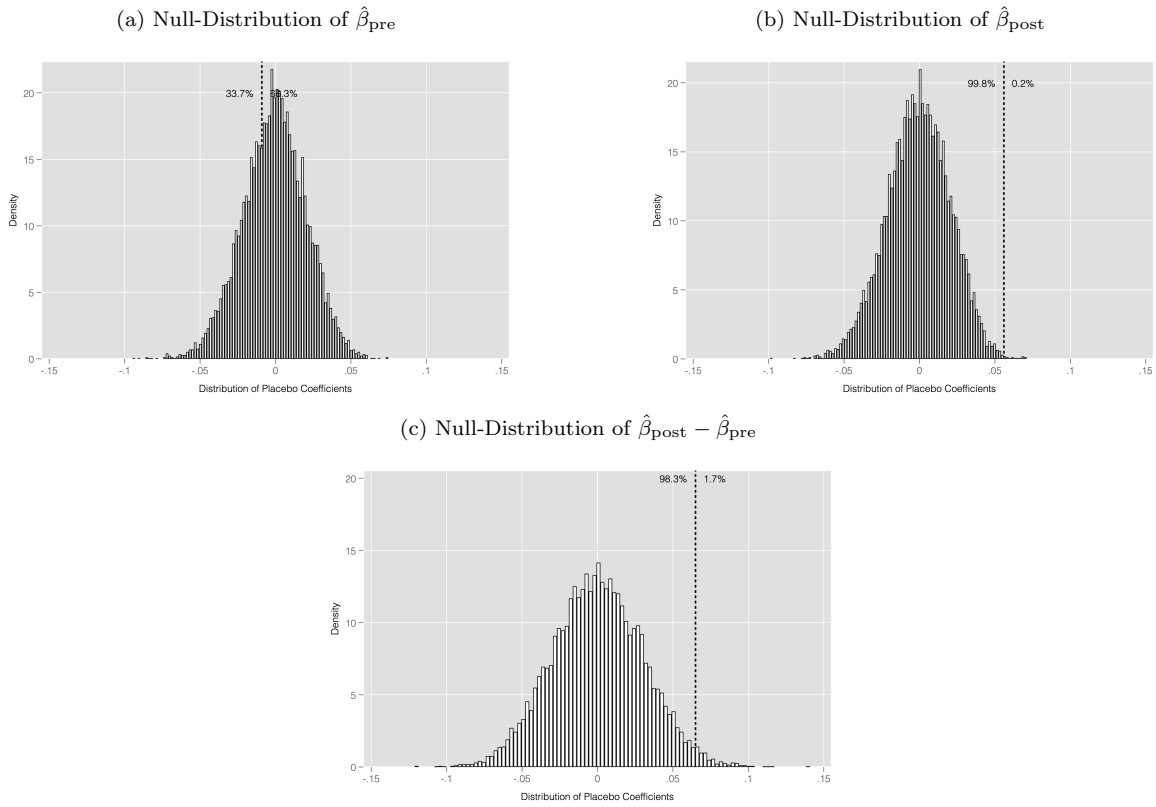 (a) Null-Distribution of β̂pre
33.7%
20
15
10
5
0
Density
-.15 -.1 -.05 0 .05 .1 .15
Distribution of Placebo Coefficients
(b) Null-Distribution of β̂post
99.8% 0.2%
20
15
10
5
0
Density
-.15 -.1 -.05 0 .05 .1 .15
Distribution of Placebo Coefficients
(c) Null-Distribution of β̂post − β̂pre
98.3% 1.7%
20
15
10
5
0
Density
-.15 -.1 -.05 0 .05 .1 .15
Distribution of Placebo Coefficients